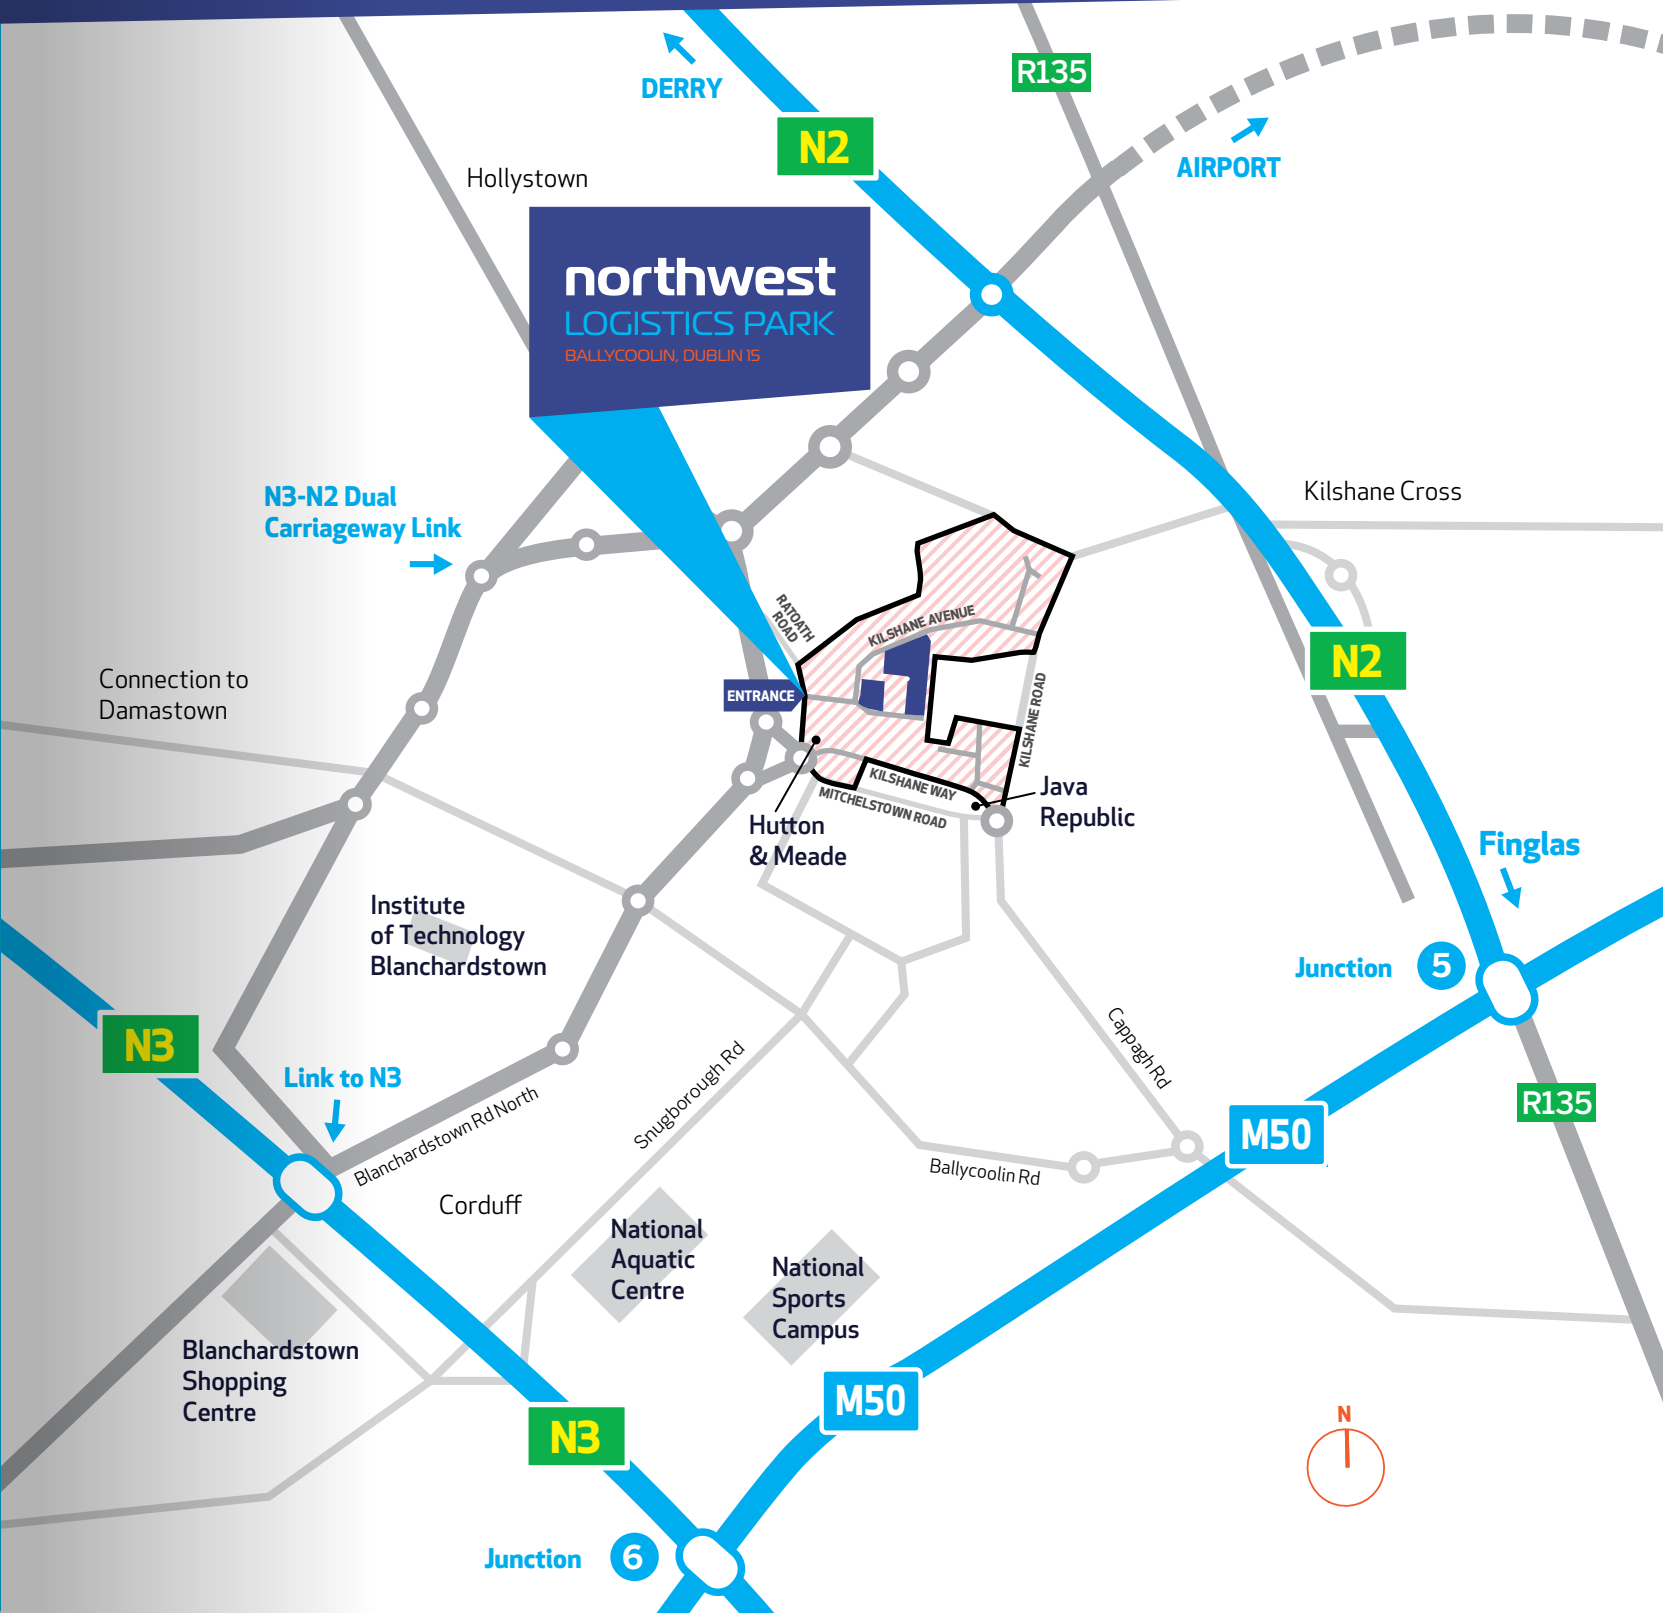 R135
DERRY
N2
AIRPORT
Hollystown
northwest
LOGISTICS PARK
BALLYCOOLIN, DUBLIN 15
N3-N2 Dual
Carriageway Link
Kilshane Cross
RATOATH
ROAD
KILSHANE AVENUE
N2
Connection to
Damastown
ENTRANCE
KILSHANE ROAD
KILSHANE WAY
MITCHELSTOWN ROAD
Java
Republic
Hutton
& Meade
Finglas
Institute
of Technology
Blanchardstown
Junction 5
N3
Link to N3
Cappagh Rd
Snugborough Rd
R135
M50
Blanchardstown Rd North
Ballycoolin Rd
Corduff
National
Aquatic
Centre
National
Sports
Campus
Blanchardstown
Shopping
Centre
M50
N3
N
Junction 6